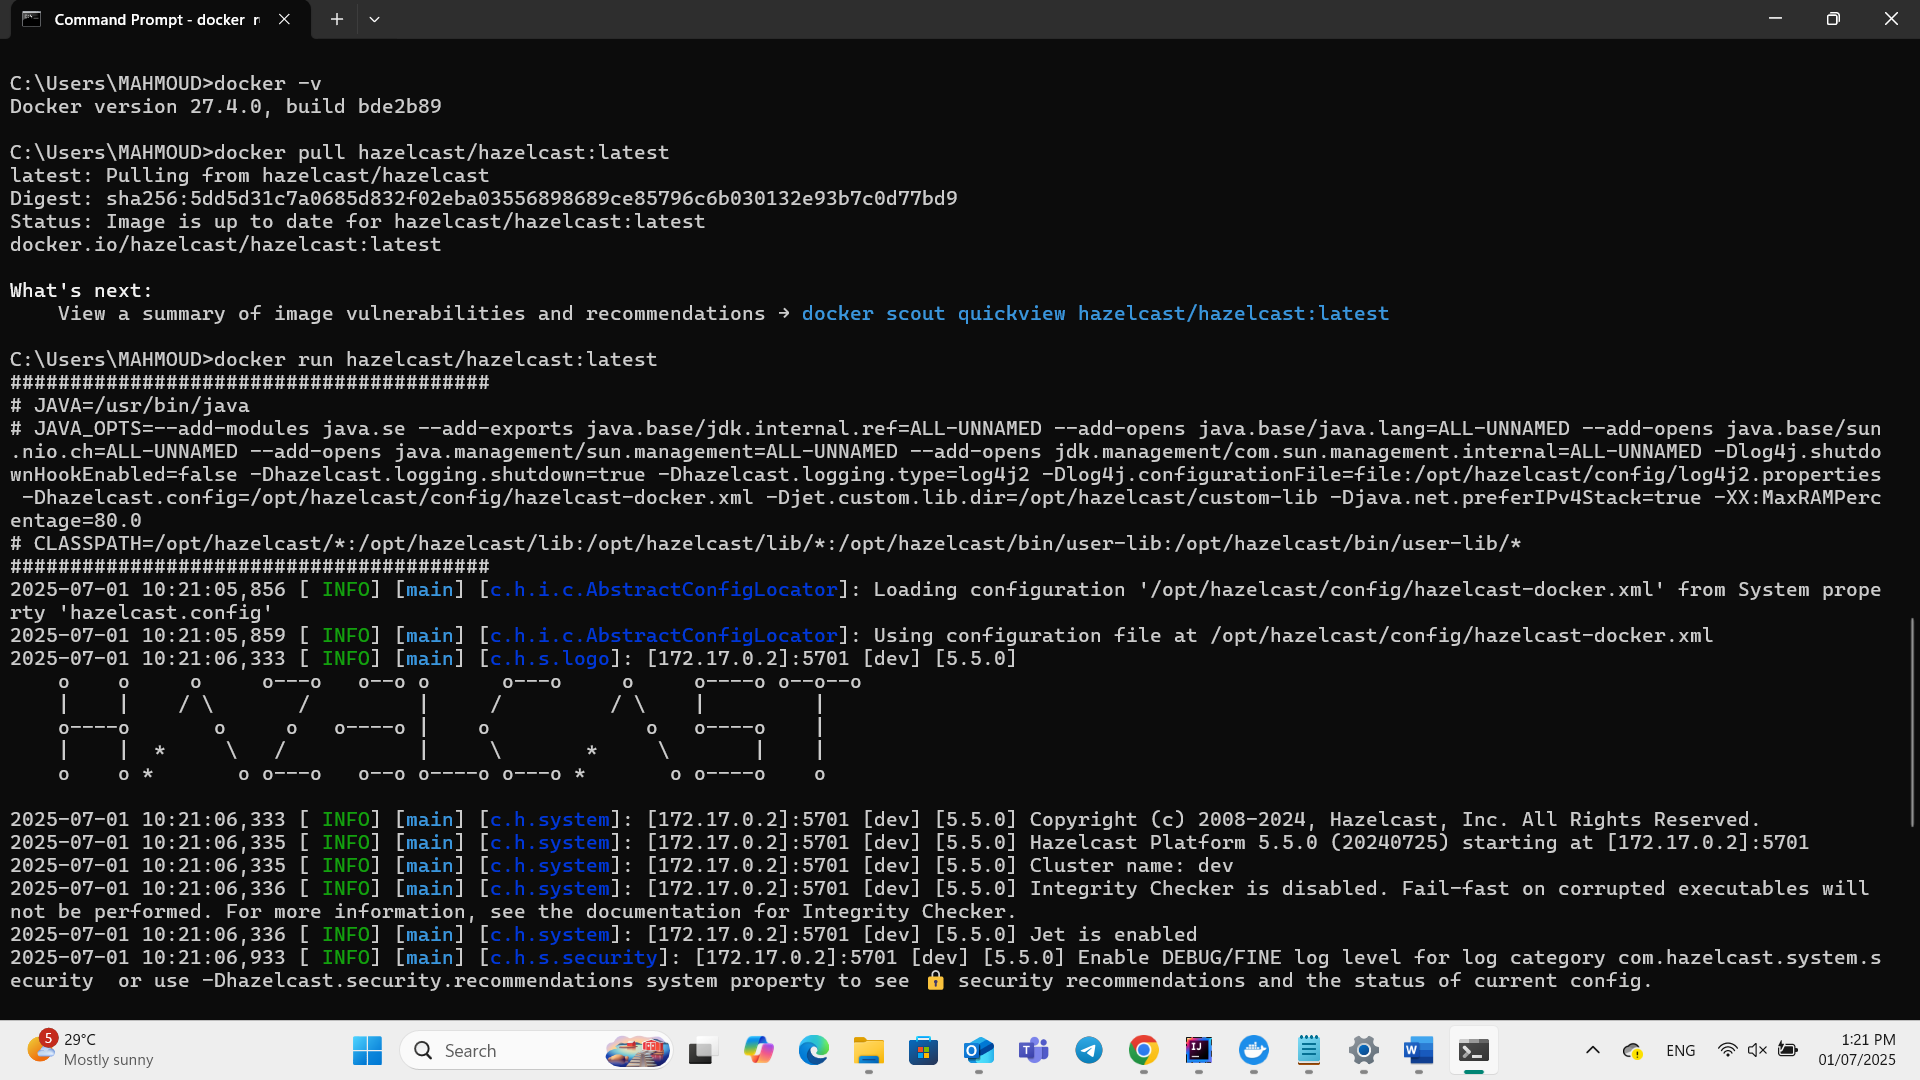 Command Prompt - docker r
C:\Users\MAHMOUD>docker -v
Docker version 27.4.0, build bde2b89
C:\Users\MAHMOUD>docker pull hazelcast/hazelcast:latest
latest: Pulling from hazelcast/hazelcast
Digest: sha256:5dd5d31c7a0685d832f02eba03556898689ce85796c6b030132e93b7c0d77bd9
Status: Image is up to date for hazelcast/hazelcast:latest
docker.io/hazelcast/hazelcast:latest
What's next:
    View a summary of image vulnerabilities and recommendations → docker scout quickview hazelcast/hazelcast:latest
C:\Users\MAHMOUD>docker run hazelcast/hazelcast:latest
########################################
# JAVA=/usr/bin/java
# JAVA_OPTS=--add-modules java.se --add-exports java.base/jdk.internal.ref=ALL-UNNAMED --add-opens java.base/java.lang=ALL-UNNAMED --add-opens java.base/sun
.nio.ch=ALL-UNNAMED --add-opens java.management/sun.management=ALL-UNNAMED --add-opens jdk.management/com.sun.management.internal=ALL-UNNAMED -Dlog4j.shutdo
wnHookEnabled=false -Dhazelcast.logging.shutdown=true -Dhazelcast.logging.type=log4j2 -Dlog4j.configurationFile=file:/opt/hazelcast/config/log4j2.properties
 -Dhazelcast.config=/opt/hazelcast/config/hazelcast-docker.xml -Djet.custom.lib.dir=/opt/hazelcast/custom-lib -Djava.net.preferIPv4Stack=true -XX:MaxRAMPerc
entage=80.0
# CLASSPATH=/opt/hazelcast/*:/opt/hazelcast/lib:/opt/hazelcast/lib/*:/opt/hazelcast/bin/user-lib:/opt/hazelcast/bin/user-lib/*
########################################
2025-07-01 10:21:05,856 [ INFO] [main] [c.h.i.c.AbstractConfigLocator]: Loading configuration '/opt/hazelcast/config/hazelcast-docker.xml' from System prope
rty 'hazelcast.config'
2025-07-01 10:21:05,859 [ INFO] [main] [c.h.i.c.AbstractConfigLocator]: Using configuration file at /opt/hazelcast/config/hazelcast-docker.xml
2025-07-01 10:21:06,333 [ INFO] [main] [c.h.s.logo]: [172.17.0.2]:5701 [dev] [5.5.0]
    o    o     o     o---o   o--o o      o---o     o     o----o o--o--o
    |    |    / \       /         |     /         / \    |         |
    o----o       o     o   o----o |    o             o   o----o    |
    |    |  *     \   /           |     \       *     \       |    |
    o    o *       o o---o   o--o o----o o---o *       o o----o    o
2025-07-01 10:21:06,333 [ INFO] [main] [c.h.system]: [172.17.0.2]:5701 [dev] [5.5.0] Copyright (c) 2008-2024, Hazelcast, Inc. All Rights Reserved.
2025-07-01 10:21:06,335 [ INFO] [main] [c.h.system]: [172.17.0.2]:5701 [dev] [5.5.0] Hazelcast Platform 5.5.0 (20240725) starting at [172.17.0.2]:5701
2025-07-01 10:21:06,335 [ INFO] [main] [c.h.system]: [172.17.0.2]:5701 [dev] [5.5.0] Cluster name: dev
2025-07-01 10:21:06,336 [ INFO] [main] [c.h.system]: [172.17.0.2]:5701 [dev] [5.5.0] Integrity Checker is disabled. Fail-fast on corrupted executables will
not be performed. For more information, see the documentation for Integrity Checker.
2025-07-01 10:21:06,336 [ INFO] [main] [c.h.system]: [172.17.0.2]:5701 [dev] [5.5.0] Jet is enabled
2025-07-01 10:21:06,933 [ INFO] [main] [c.h.s.security]: [172.17.0.2]:5701 [dev] [5.5.0] Enable DEBUG/FINE log level for log category com.hazelcast.system.s
ecurity  or use -Dhazelcast.security.recommendations system property to see 🔒 security recommendations and the status of current config.
5
29°C
Mostly sunny
Search
ENG
1:21 PM
01/07/2025